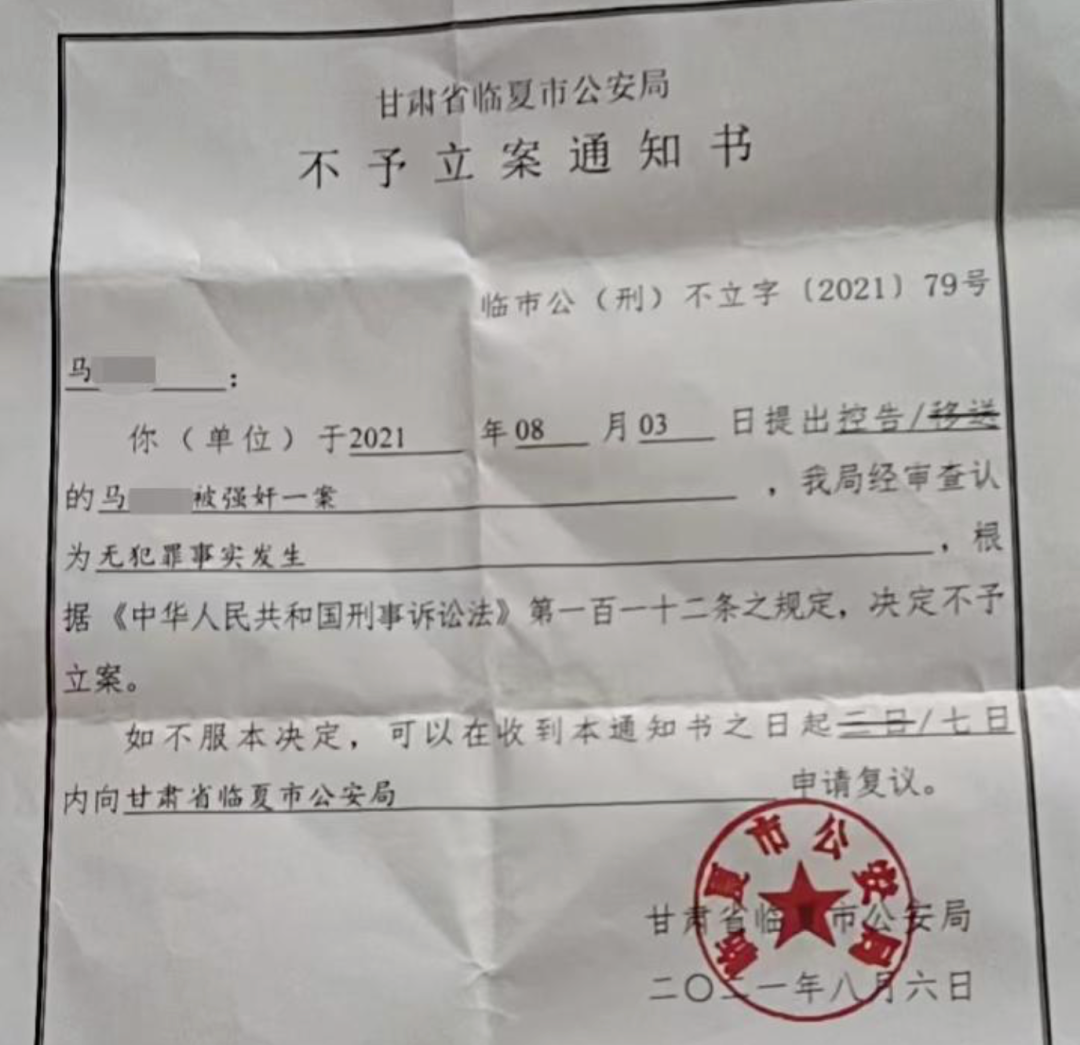 甘肃省临夏市公安局
不予立案通知书
临市公（刑）不立字〔2021〕79号
马：
你（单位）于2021年08月03日提出控告/移送
的马被强奸一案，我局经审查认
为无犯罪事实发生，根
据《中华人民共和国刑事诉讼法》第一百一十二条之规定，决定不予
立案。
如不服本决定，可以在收到本通知书之日起三日/七日
内向甘肃省临夏市公安局申请复议。
甘肃省临夏市公安局
二〇二一年八月六日
临夏市公安局